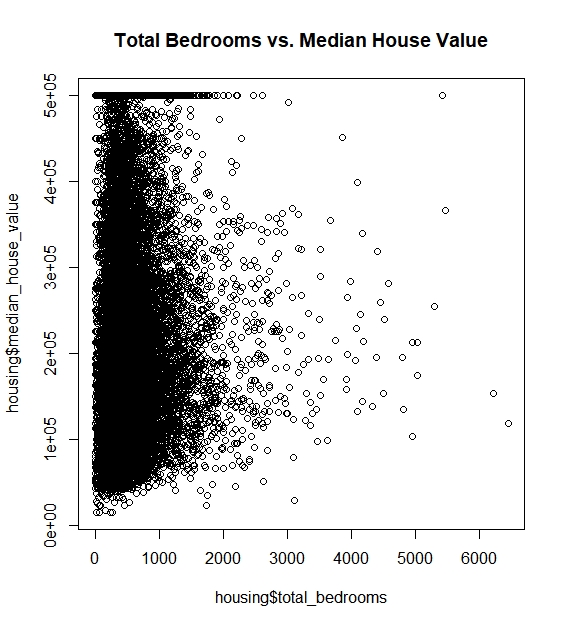 Total Bedrooms vs. Median House Value
housing$median_house_value
5e+05
4e+05
3e+05
2e+05
1e+05
0e+00
0 1000 2000 3000 4000 5000 6000
housing$total_bedrooms